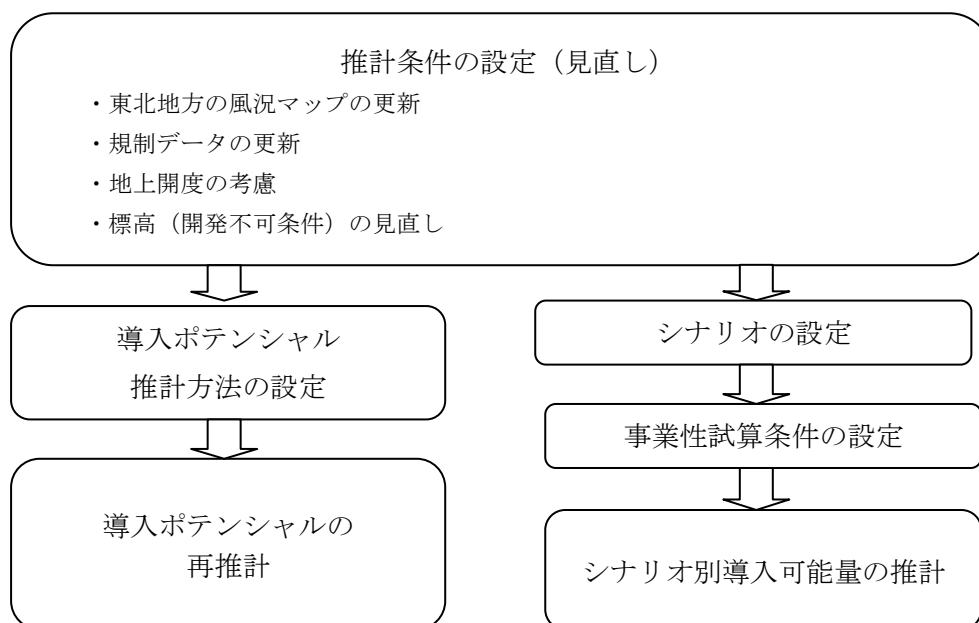 推計条件の設定（見直し）
・東北地方の風況マップの更新
・規制データの更新
・地上開度の考慮
・標高（開発不可条件）の見直し
導入ポテンシャル
推計方法の設定
導入ポテンシャルの
再推計
シナリオの設定
事業性試算条件の設定
シナリオ別導入可能量の推計